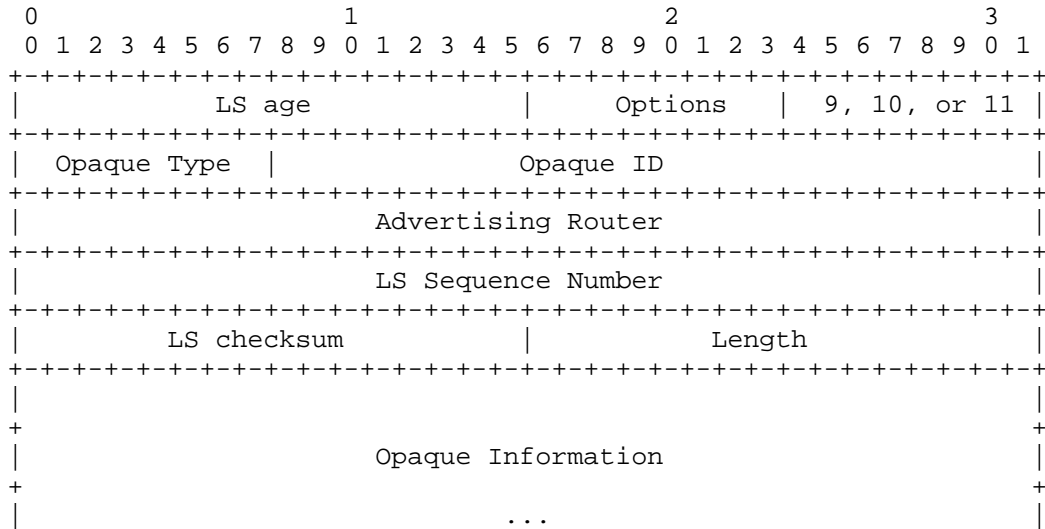 0                   1                   2                   3
 0 1 2 3 4 5 6 7 8 9 0 1 2 3 4 5 6 7 8 9 0 1 2 3 4 5 6 7 8 9 0 1
+-+-+-+-+-+-+-+-+-+-+-+-+-+-+-+-+-+-+-+-+-+-+-+-+-+-+-+-+-+-+-+-+
|            LS age             |     Options   |  9, 10, or 11 |
+-+-+-+-+-+-+-+-+-+-+-+-+-+-+-+-+-+-+-+-+-+-+-+-+-+-+-+-+-+-+-+-+
|  Opaque Type  |               Opaque ID                       |
+-+-+-+-+-+-+-+-+-+-+-+-+-+-+-+-+-+-+-+-+-+-+-+-+-+-+-+-+-+-+-+-+
|                      Advertising Router                       |
+-+-+-+-+-+-+-+-+-+-+-+-+-+-+-+-+-+-+-+-+-+-+-+-+-+-+-+-+-+-+-+-+
|                      LS Sequence Number                       |
+-+-+-+-+-+-+-+-+-+-+-+-+-+-+-+-+-+-+-+-+-+-+-+-+-+-+-+-+-+-+-+-+
|         LS checksum           |           Length              |
+-+-+-+-+-+-+-+-+-+-+-+-+-+-+-+-+-+-+-+-+-+-+-+-+-+-+-+-+-+-+-+-+
|                                                               |
+                                                               +
|                      Opaque Information                       |
+                                                               +
|                              ...                              |